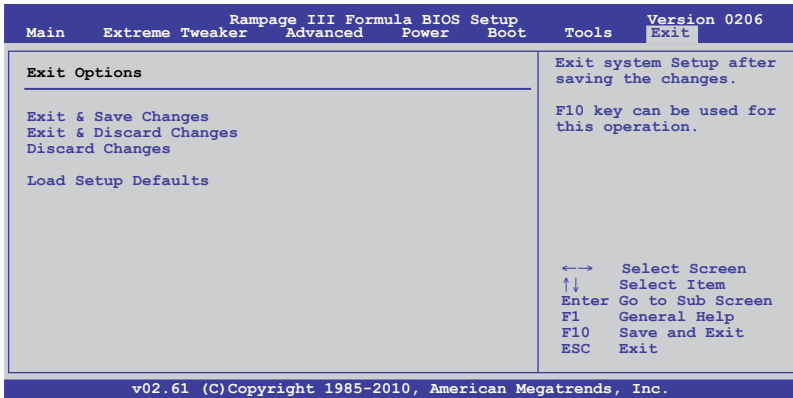 Rampage III Formula BIOS Setup Version 0206
Main Extreme Tweaker Advanced Power Boot Tools Exit
Exit Options
Exit & Save Changes
Exit & Discard Changes
Discard Changes
Load Setup Defaults
Exit system Setup after
saving the changes.
F10 key can be used for
this operation.
←→ Select Screen
↑↓ Select Item
Enter Go to Sub Screen
F1 General Help
F10 Save and Exit
ESC Exit
v02.61 (C)Copyright 1985-2010, American Megatrends, Inc.